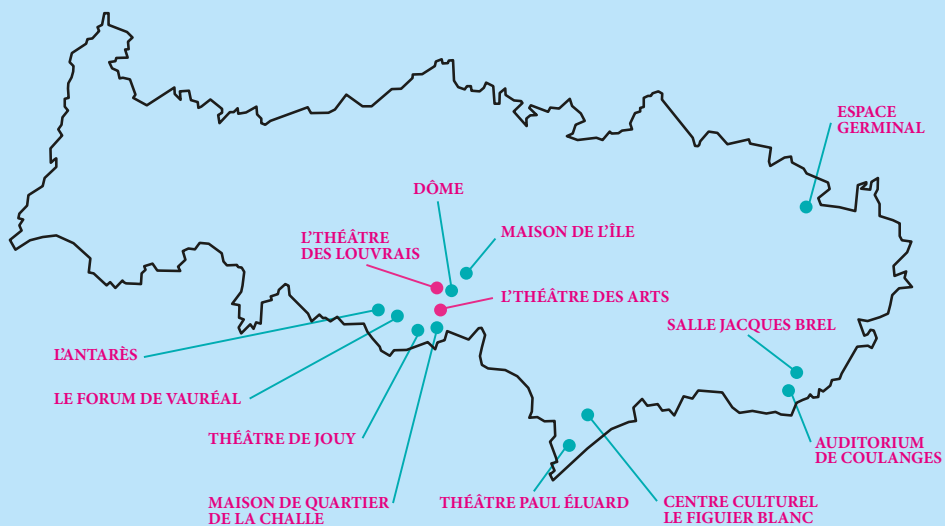 ESPACE
GERMINAL
DÔME
MAISON DE L'ÎLE
L'THÉÂTRE
DES LOUVRAIS
L'THÉÂTRE DES ARTS
SALLE JACQUES BREL
L'ANTARÈS
LE FORUM DE VAURÉAL
THÉÂTRE DE JOUY
AUDITORIUM
DE COULANGES
MAISON DE QUARTIER
DE LA CHALLE
THÉÂTRE PAUL ÉLUARD
CENTRE CULTUREL
LE FIGUIER BLANC